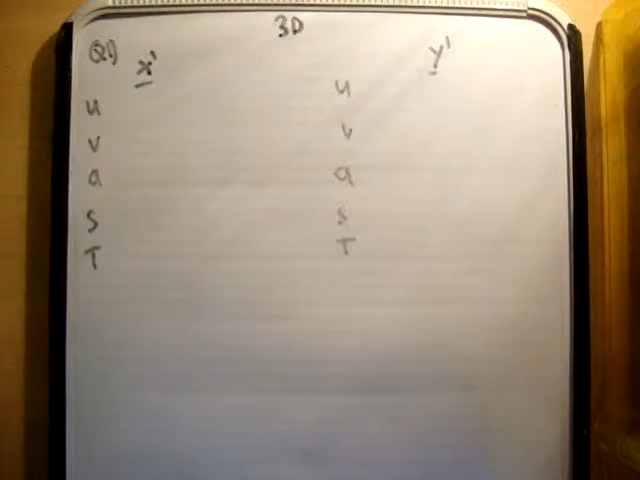 3D
Q1) x' y'
u u
v v
a a
s s
T T